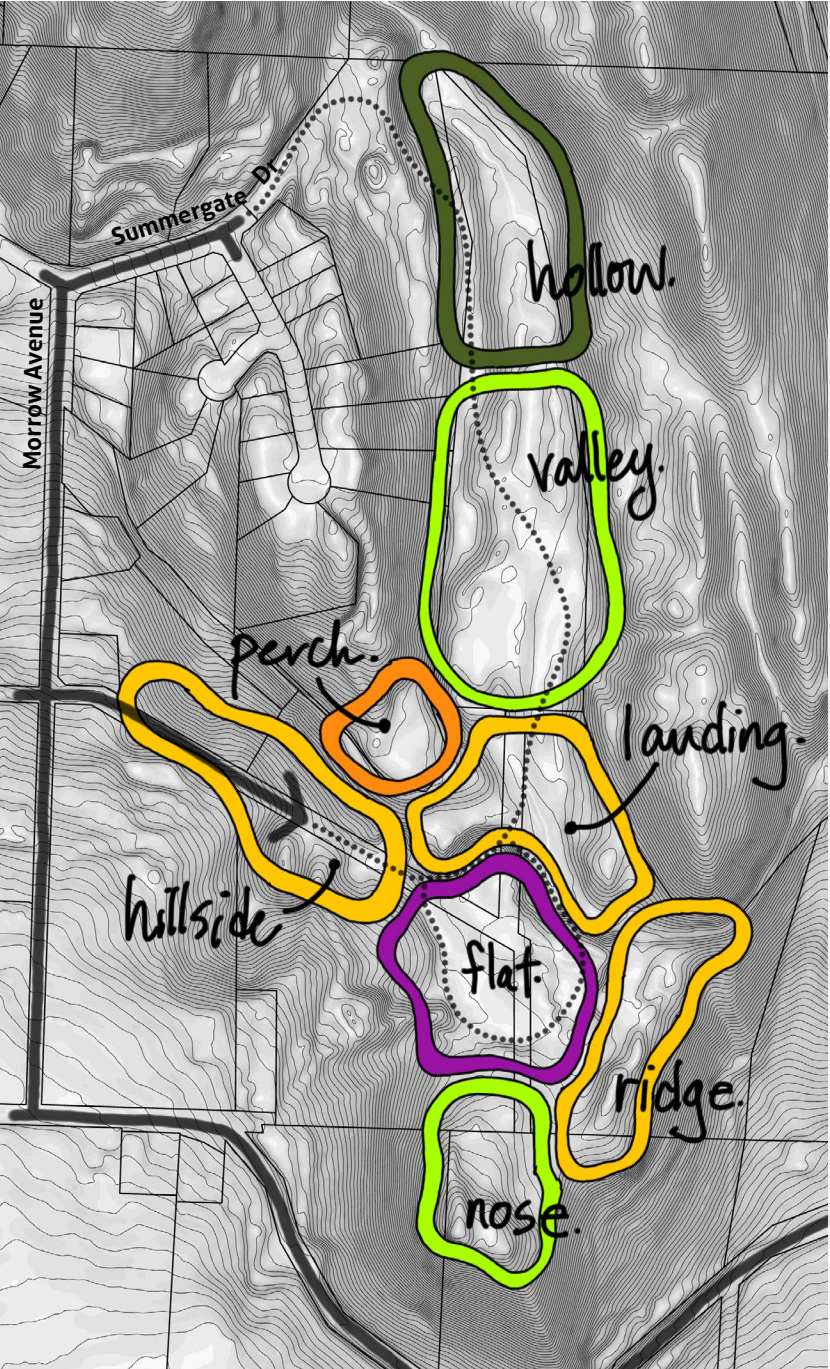 Summergate Dr
hollow.
Morrow Avenue
valley.
perch.
landing.
hillside
flat.
ridge.
nose.